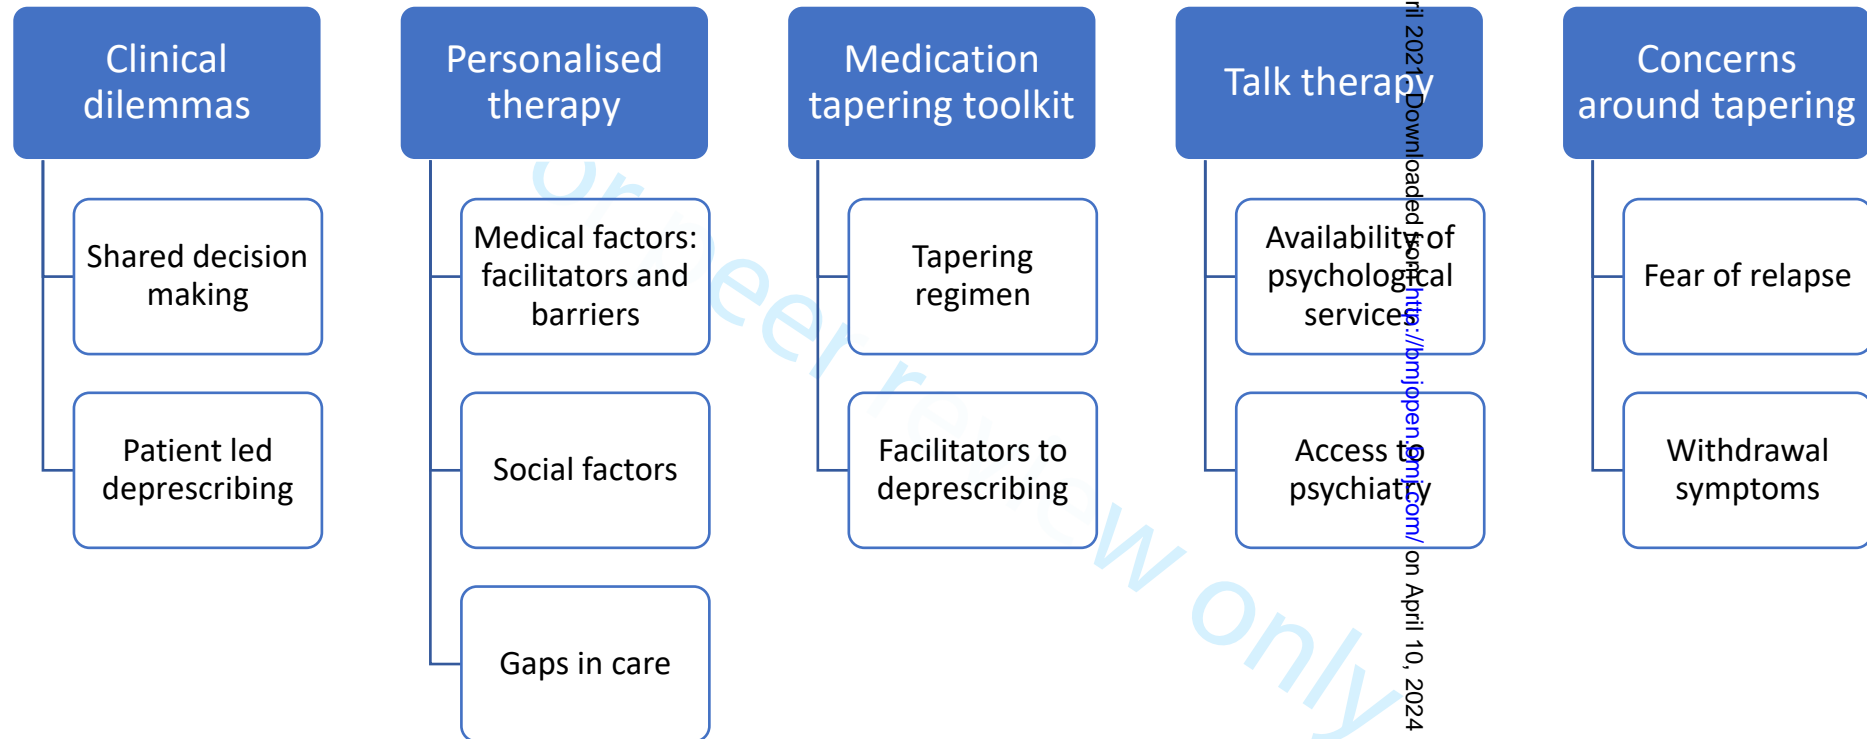 Clinical
dilemmas
Shared decision
making
Patient led
deprescribing
Personalised
therapy
Medical factors:
facilitators and
barriers
Social factors
Gaps in care
Medication
tapering toolkit
Tapering
regimen
Facilitators to
deprescribing
Talk therapy
Availability of
psychological
services
Access to
psychiatry
Concerns
around tapering
Fear of relapse
Withdrawal
symptoms
or peer review only
ril 2021. Downloaded from http://bmjopen.bmj.com/ on April 10, 2024